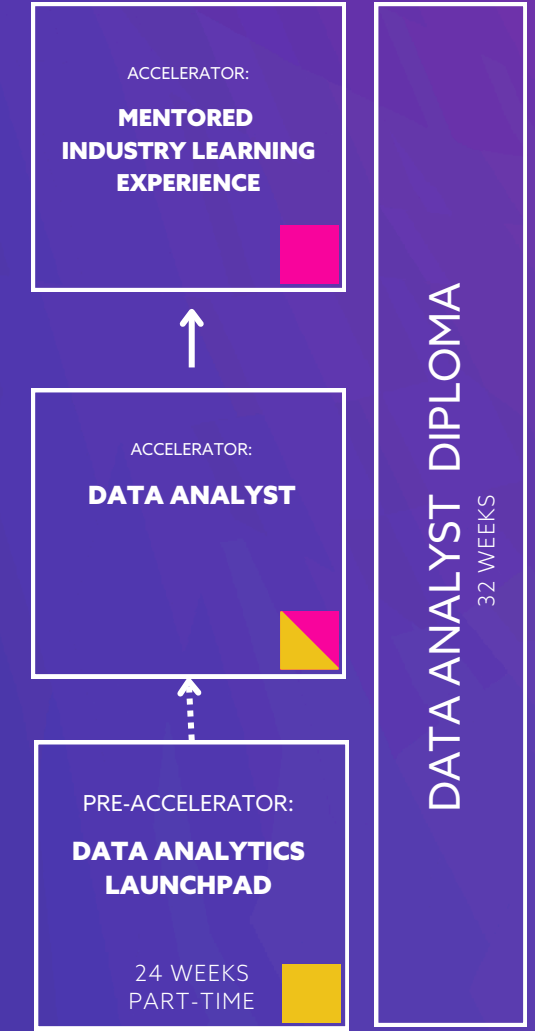 ACCELERATOR:
MENTORED
INDUSTRY LEARNING
EXPERIENCE
ACCELERATOR:
DATA ANALYST
PRE-ACCELERATOR:
DATA ANALYTICS
LAUNCHPAD
24 WEEKS
PART-TIME
DATA ANALYST DIPLOMA
32 WEEKS